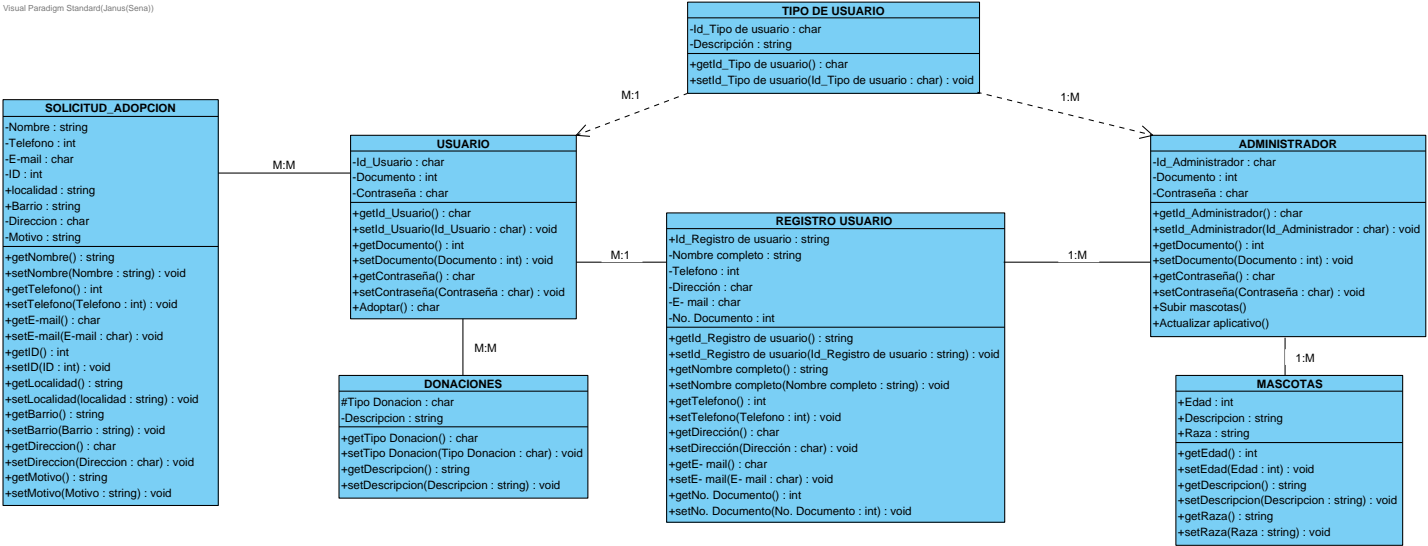 Visual Paradigm Standard(Janus(Sena))
TIPO DE USUARIO
-Id_Tipo de usuario : char
-Descripción : string
+getId_Tipo de usuario() : char
+setId_Tipo de usuario(Id_Tipo de usuario : char) : void
M:1
1:M
SOLICITUD_ADOPCION
-Nombre : string
-Telefono : int
-E-mail : char
-ID : int
+localidad : string
+Barrio : string
-Direccion : char
-Motivo : string
+getNombre() : string
+setNombre(Nombre : string) : void
+getTelefono() : int
+setTelefono(Telefono : int) : void
+getE-mail() : char
+setE-mail(E-mail : char) : void
+getID() : int
+setID(ID : int) : void
+getLocalidad() : string
+setLocalidad(localidad : string) : void
+getBarrio() : string
+setBarrio(Barrio : string) : void
+getDireccion() : char
+setDireccion(Direccion : char) : void
+getMotivo() : string
+setMotivo(Motivo : string) : void
M:M
USUARIO
-Id_Usuario : char
-Documento : int
-Contraseña : char
+getId_Usuario() : char
+setId_Usuario(Id_Usuario : char) : void
+getDocumento() : int
+setDocumento(Documento : int) : void
+getContraseña() : char
+setContraseña(Contraseña : char) : void
+Adoptar() : char
M:1
M:M
DONACIONES
#Tipo Donacion : char
-Descripcion : string
+getTipo Donacion() : char
+setTipo Donacion(Tipo Donacion : char) : void
+getDescripcion() : string
+setDescripcion(Descripcion : string) : void
REGISTRO USUARIO
+Id_Registro de usuario : string
-Nombre completo : string
-Telefono : int
-Dirección : char
-E- mail : char
-No. Documento : int
+getId_Registro de usuario() : string
+setId_Registro de usuario(Id_Registro de usuario : string) : void
+getNombre completo() : string
+setNombre completo(Nombre completo : string) : void
+getTelefono() : int
+setTelefono(Telefono : int) : void
+getDirección() : char
+setDirección(Dirección : char) : void
+getE- mail() : char
+setE- mail(E- mail : char) : void
+getNo. Documento() : int
+setNo. Documento(No. Documento : int) : void
1:M
ADMINISTRADOR
-Id_Administrador : char
-Documento : int
-Contraseña : char
+getId_Administrador() : char
+setId_Administrador(Id_Administrador : char) : void
+getDocumento() : int
+setDocumento(Documento : int) : void
+getContraseña() : char
+setContraseña(Contraseña : char) : void
+Subir mascotas()
+Actualizar aplicativo()
1:M
MASCOTAS
+Edad : int
+Descripcion : string
+Raza : string
+getEdad() : int
+setEdad(Edad : int) : void
+getDescripcion() : string
+setDescripcion(Descripcion : string) : void
+getRaza() : string
+setRaza(Raza : string) : void